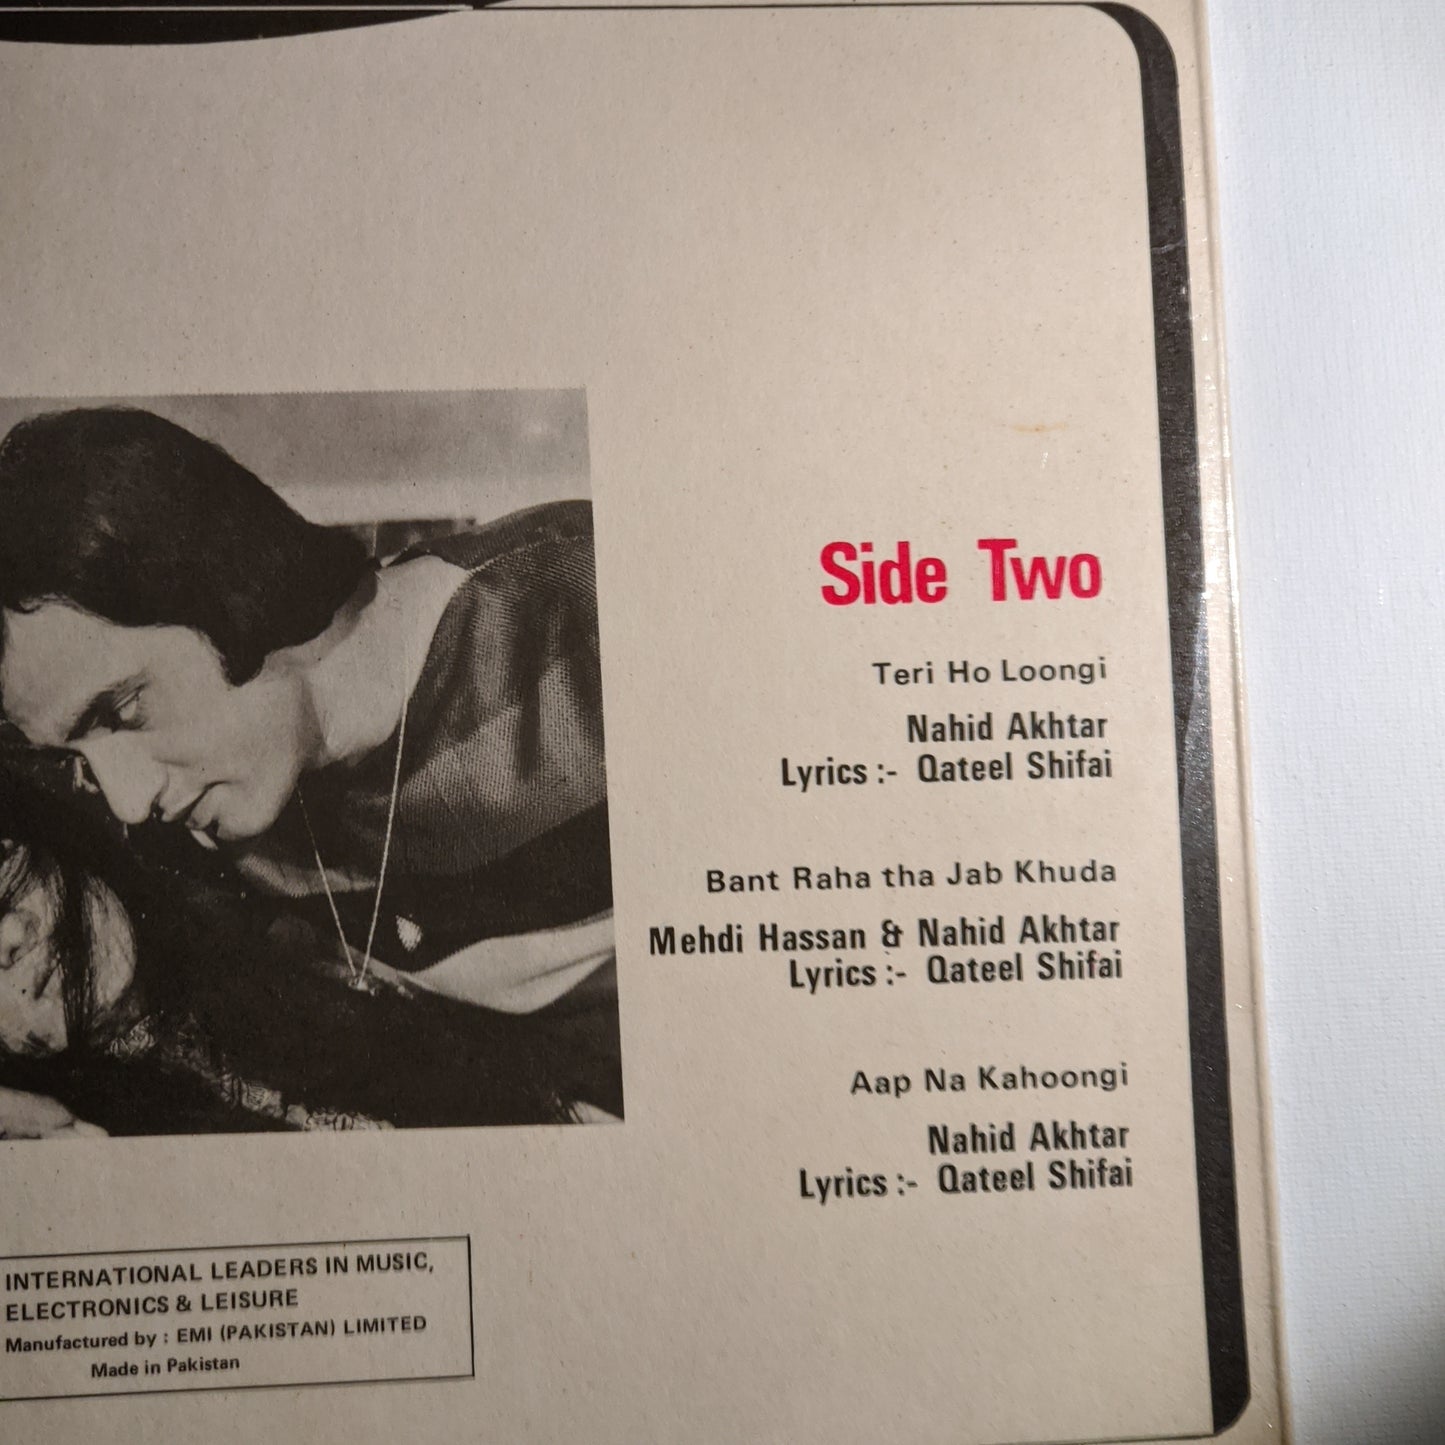 Side Two
Teri Ho Loongi
Nahid Akhtar
Lyrics :- Qateel Shifai
Bant Raha tha Jab Khuda
Mehdi Hassan & Nahid Akhtar
Lyrics :- Qateel Shifai
Aap Na Kahoongi
Nahid Akhtar
Lyrics :- Qateel Shifai
INTERNATIONAL LEADERS IN MUSIC,
ELECTRONICS & LEISURE
Manufactured by : EMI (PAKISTAN) LIMITED
Made in Pakistan